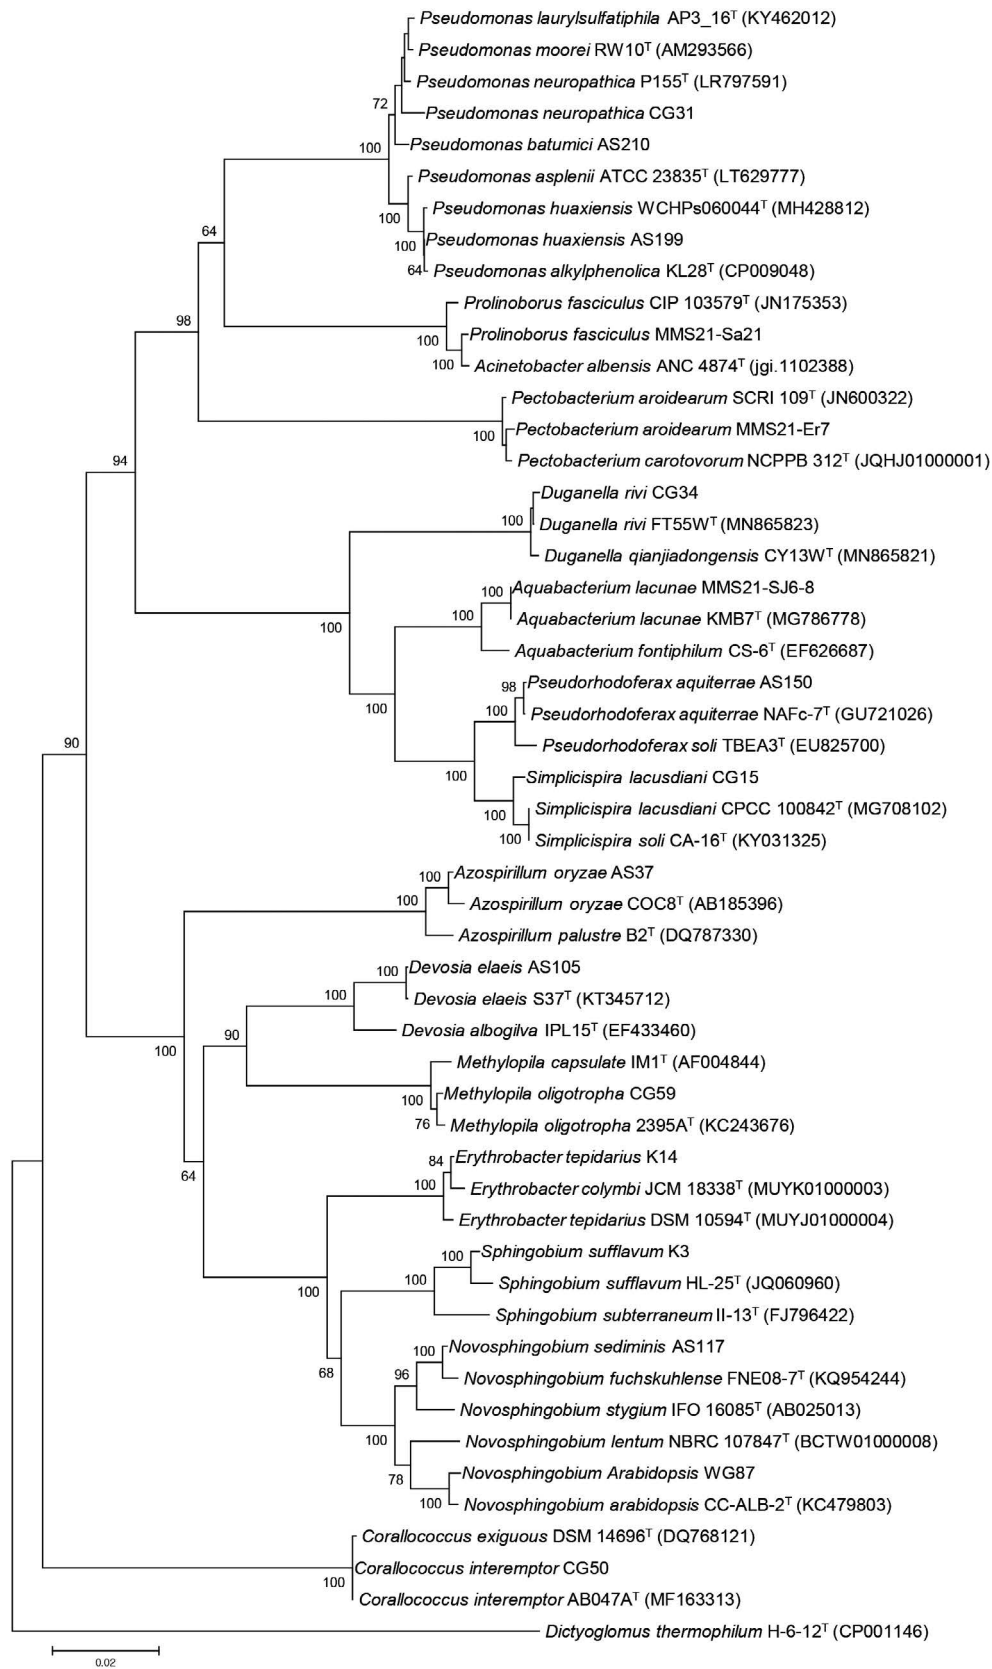 Pseudomonas laurylsulfatiphila AP3_16ᵀ (KY462012)
Pseudomonas moorei RW10ᵀ (AM293566)
Pseudomonas neuropathica P155ᵀ (LR797591)
72
Pseudomonas neuropathica CG31
100
Pseudomonas batumici AS210
Pseudomonas asplenii ATCC 23835ᵀ (LT629777)
100
Pseudomonas huaxiensis WCHPs060044ᵀ (MH428812)
64
100
Pseudomonas huaxiensis AS199
64
Pseudomonas alkylphenolica KL28ᵀ (CP009048)
Prolinoborus fasciculus CIP 103579ᵀ (JN175353)
98
100
Prolinoborus fasciculus MMS21-Sa21
100
Acinetobacter albensis ANC 4874ᵀ (jgi.1102388)
Pectobacterium aroidearum SCRI 109ᵀ (JN600322)
100
Pectobacterium aroidearum MMS21-Er7
94
Pectobacterium carotovorum NCPPB 312ᵀ (JQHJ01000001)
Duganella rivi CG34
100
Duganella rivi FT55Wᵀ (MN865823)
Duganella qianjiadongensis CY13Wᵀ (MN865821)
100
Aquabacterium lacunae MMS21-SJ6-8
100
100
Aquabacterium lacunae KMB7ᵀ (MG786778)
Aquabacterium fontiphilum CS-6ᵀ (EF626687)
98
Pseudorhodoferax aquiterrae AS150
100
100
Pseudorhodoferax aquiterrae NAFc-7ᵀ (GU721026)
90
Pseudorhodoferax soli TBEA3ᵀ (EU825700)
100
Simplicispira lacusdiani CG15
100
Simplicispira lacusdiani CPCC 100842ᵀ (MG708102)
100
Simplicispira soli CA-16ᵀ (KY031325)
100
Azospirillum oryzae AS37
100
Azospirillum oryzae COC8ᵀ (AB185396)
Azospirillum palustre B2ᵀ (DQ787330)
100
Devosia elaeis AS105
100
Devosia elaeis S37ᵀ (KT345712)
90
Devosia albogilva IPL15ᵀ (EF433460)
100
Methylopila capsulate IM1ᵀ (AF004844)
100
Methylopila oligotropha CG59
76
Methylopila oligotropha 2395Aᵀ (KC243676)
84
Erythrobacter tepidarius K14
64
100
Erythrobacter colymbi JCM 18338ᵀ (MUYK01000003)
Erythrobacter tepidarius DSM 10594ᵀ (MUYJ01000004)
100
Sphingobium sufflavum K3
100
100
Sphingobium sufflavum HL-25ᵀ (JQ060960)
Sphingobium subterraneum II-13ᵀ (FJ796422)
100
Novosphingobium sediminis AS117
68
96
Novosphingobium fuchskuhlense FNE08-7ᵀ (KQ954244)
Novosphingobium stygium IFO 16085ᵀ (AB025013)
100
Novosphingobium lentum NBRC 107847ᵀ (BCTW01000008)
78
Novosphingobium Arabidopsis WG87
100
Novosphingobium arabidopsis CC-ALB-2ᵀ (KC479803)
Corallococcus exiguous DSM 14696ᵀ (DQ768121)
Corallococcus interemptor CG50
100
Corallococcus interemptor AB047Aᵀ (MF163313)
Dictyoglomus thermophilum H-6-12ᵀ (CP001146)
0.02